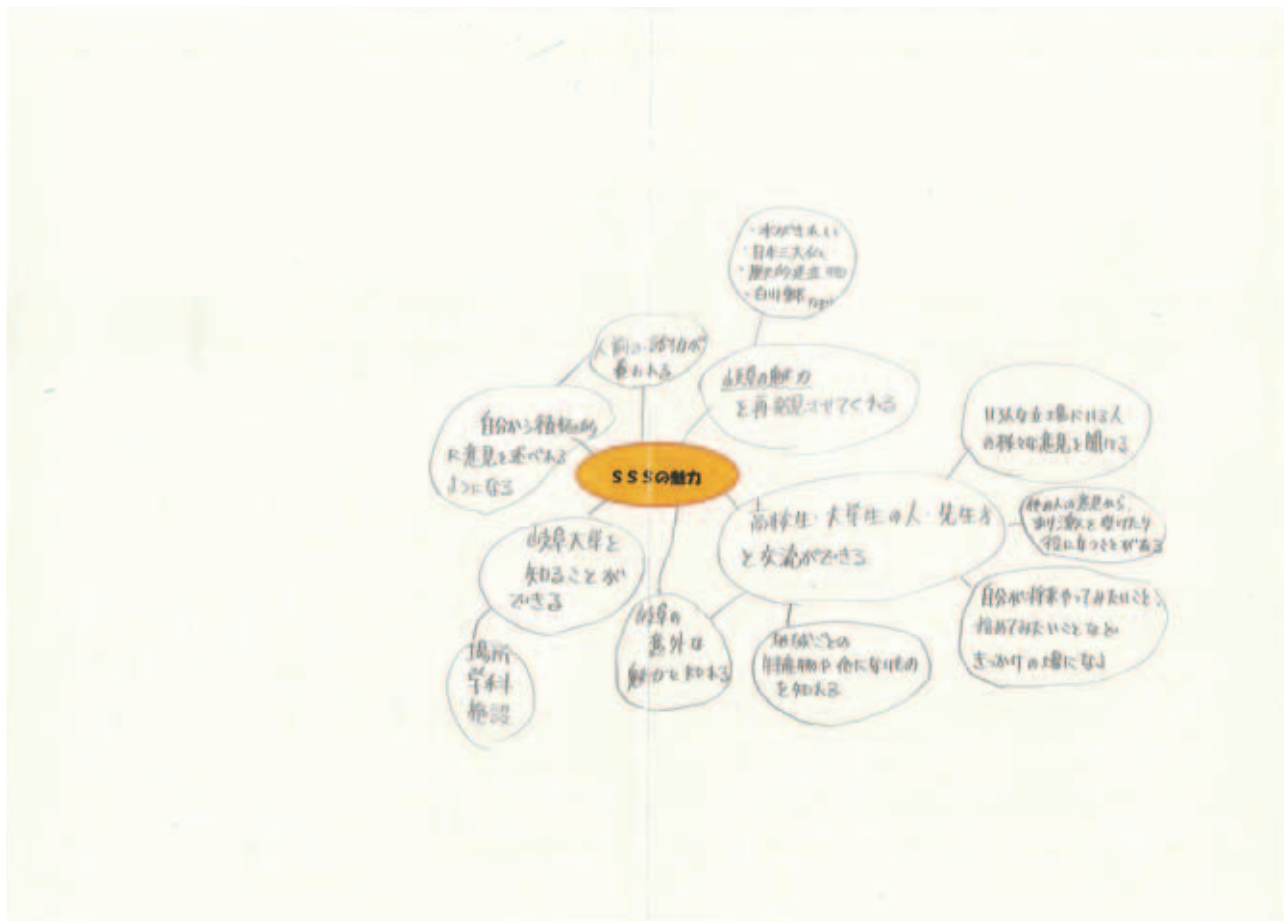 ・水がきれい
・日本三大仏
・歴史的建造物
・白川郷
人前で話す力が
養われる
岐阜の魅力
を再発見させてくれる
自分から積極的
に意見を述べれる
ようになる
SSSの魅力
様々な立場にいる人
の様々な意見を聞ける
高校生・大学生の人・先生方
と交流ができる
他の人の意見から
刺激を受けたり
役に立つことがある
岐阜大学を
知ることが
できる
自分が将来やってみたいこと、
始めてみたいことなど
きっかけの場になる
岐阜の
意外な
魅力を知れる
地域ごとの
を知れる
場所
学科
施設